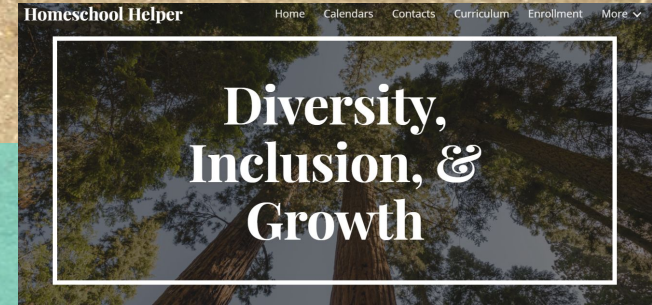 Homeschool Helper Home Calendars Contacts Curriculum Enrollment More
Diversity,
Inclusion, &
Growth